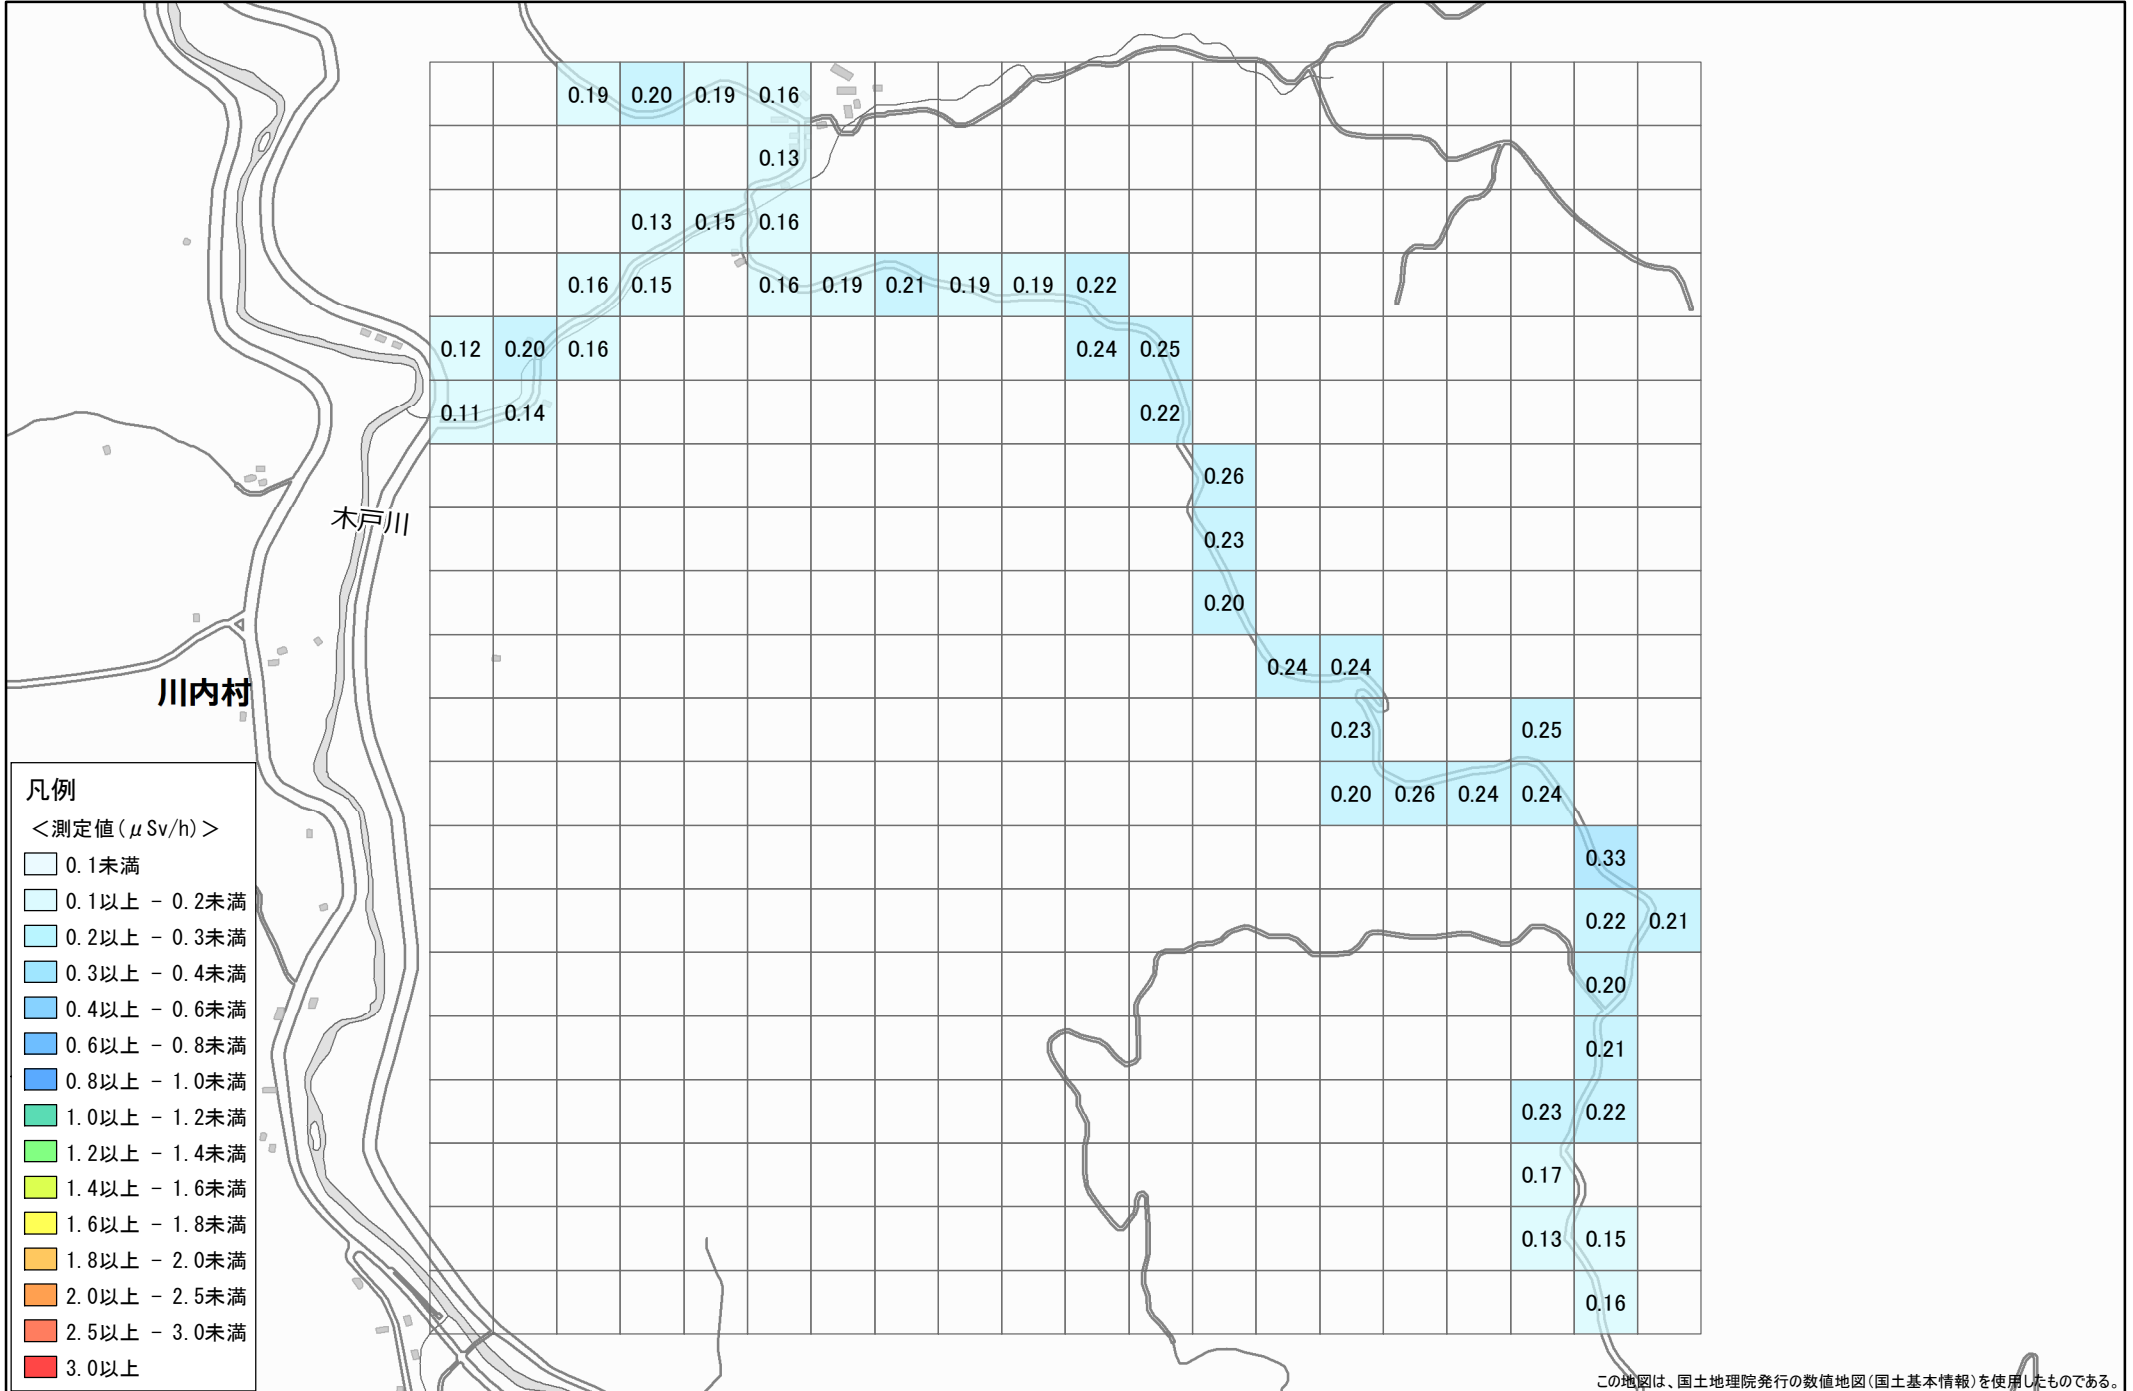 0.19 0.20 0.19 0.16
0.13
0.13 0.15 0.16
0.16 0.15 0.16 0.19 0.21 0.19 0.19 0.22
0.12 0.20 0.16 0.24 0.25
0.11 0.14 0.22
0.26
木戸川
0.23
0.20
0.24 0.24
川内村
0.23 0.25
0.20 0.26 0.24 0.24
0.33
0.22 0.21
0.20
0.21
0.23 0.22
0.17
0.13 0.15
0.16
凡例
＜測定値(μSv/h)＞
0.1未満
0.1以上 － 0.2未満
0.2以上 － 0.3未満
0.3以上 － 0.4未満
0.4以上 － 0.6未満
0.6以上 － 0.8未満
0.8以上 － 1.0未満
1.0以上 － 1.2未満
1.2以上 － 1.4未満
1.4以上 － 1.6未満
1.6以上 － 1.8未満
1.8以上 － 2.0未満
2.0以上 － 2.5未満
2.5以上 － 3.0未満
3.0以上
この地図は、国土地理院発行の数値地図(国土基本情報)を使用したものである。